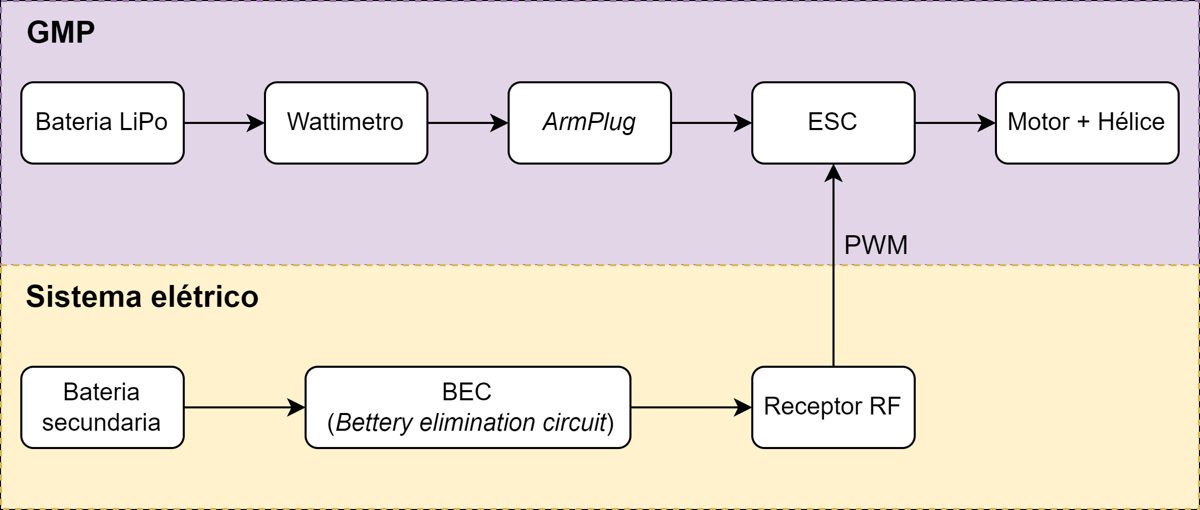 GMP
Bateria LiPo
Wattimetro
ArmPlug
ESC
Motor + Hélice
PWM
Sistema elétrico
Bateria
secundaria
BEC
(Bettery elimination circuit)
Receptor RF